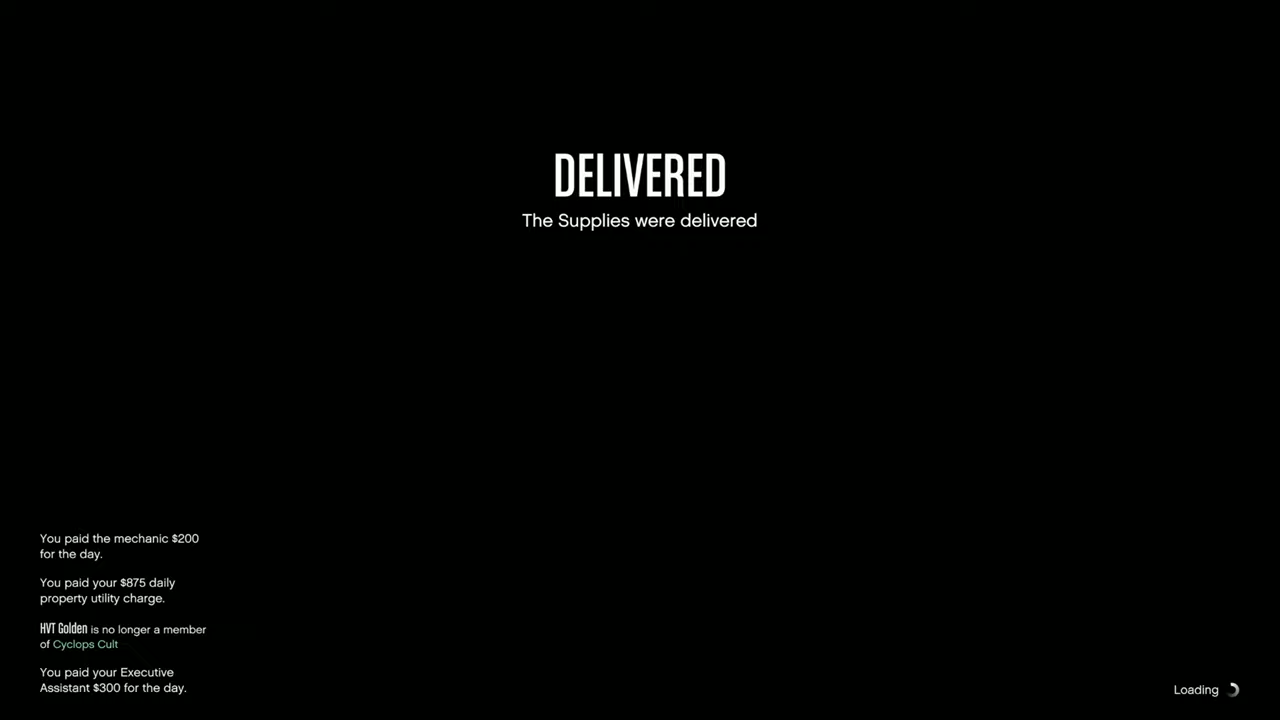 DELIVERED
The Supplies were delivered
You paid the mechanic $200
for the day.
You paid your $875 daily
property utility charge.
HVT Golden is no longer a member
of Cyclops Cult
You paid your Executive
Assistant $300 for the day.
Loading